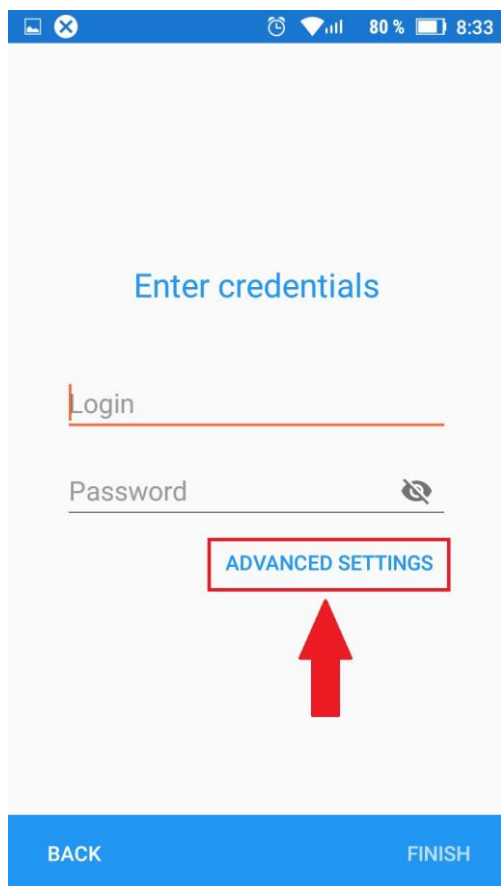 80 % 8:33
Enter credentials
Login
Password
ADVANCED SETTINGS
BACK FINISH